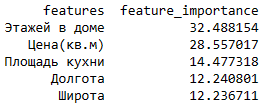 features feature_importance
Этажей в доме 32.488154
Цена(кв.м) 28.557017
Площадь кухни 14.477318
Долгота 12.240801
Широта 12.236711